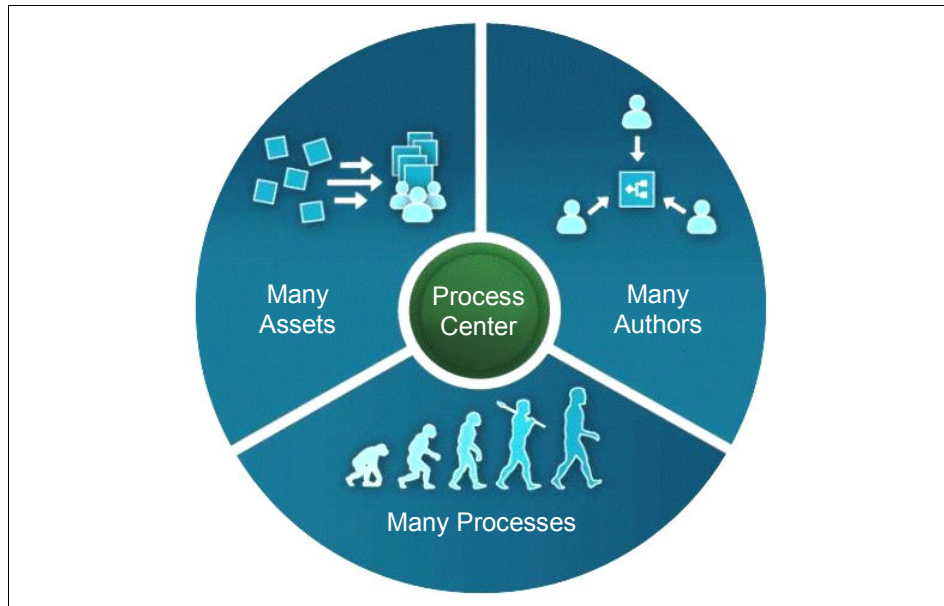 Many
Assets
Process
Center
Many
Authors
Many Processes